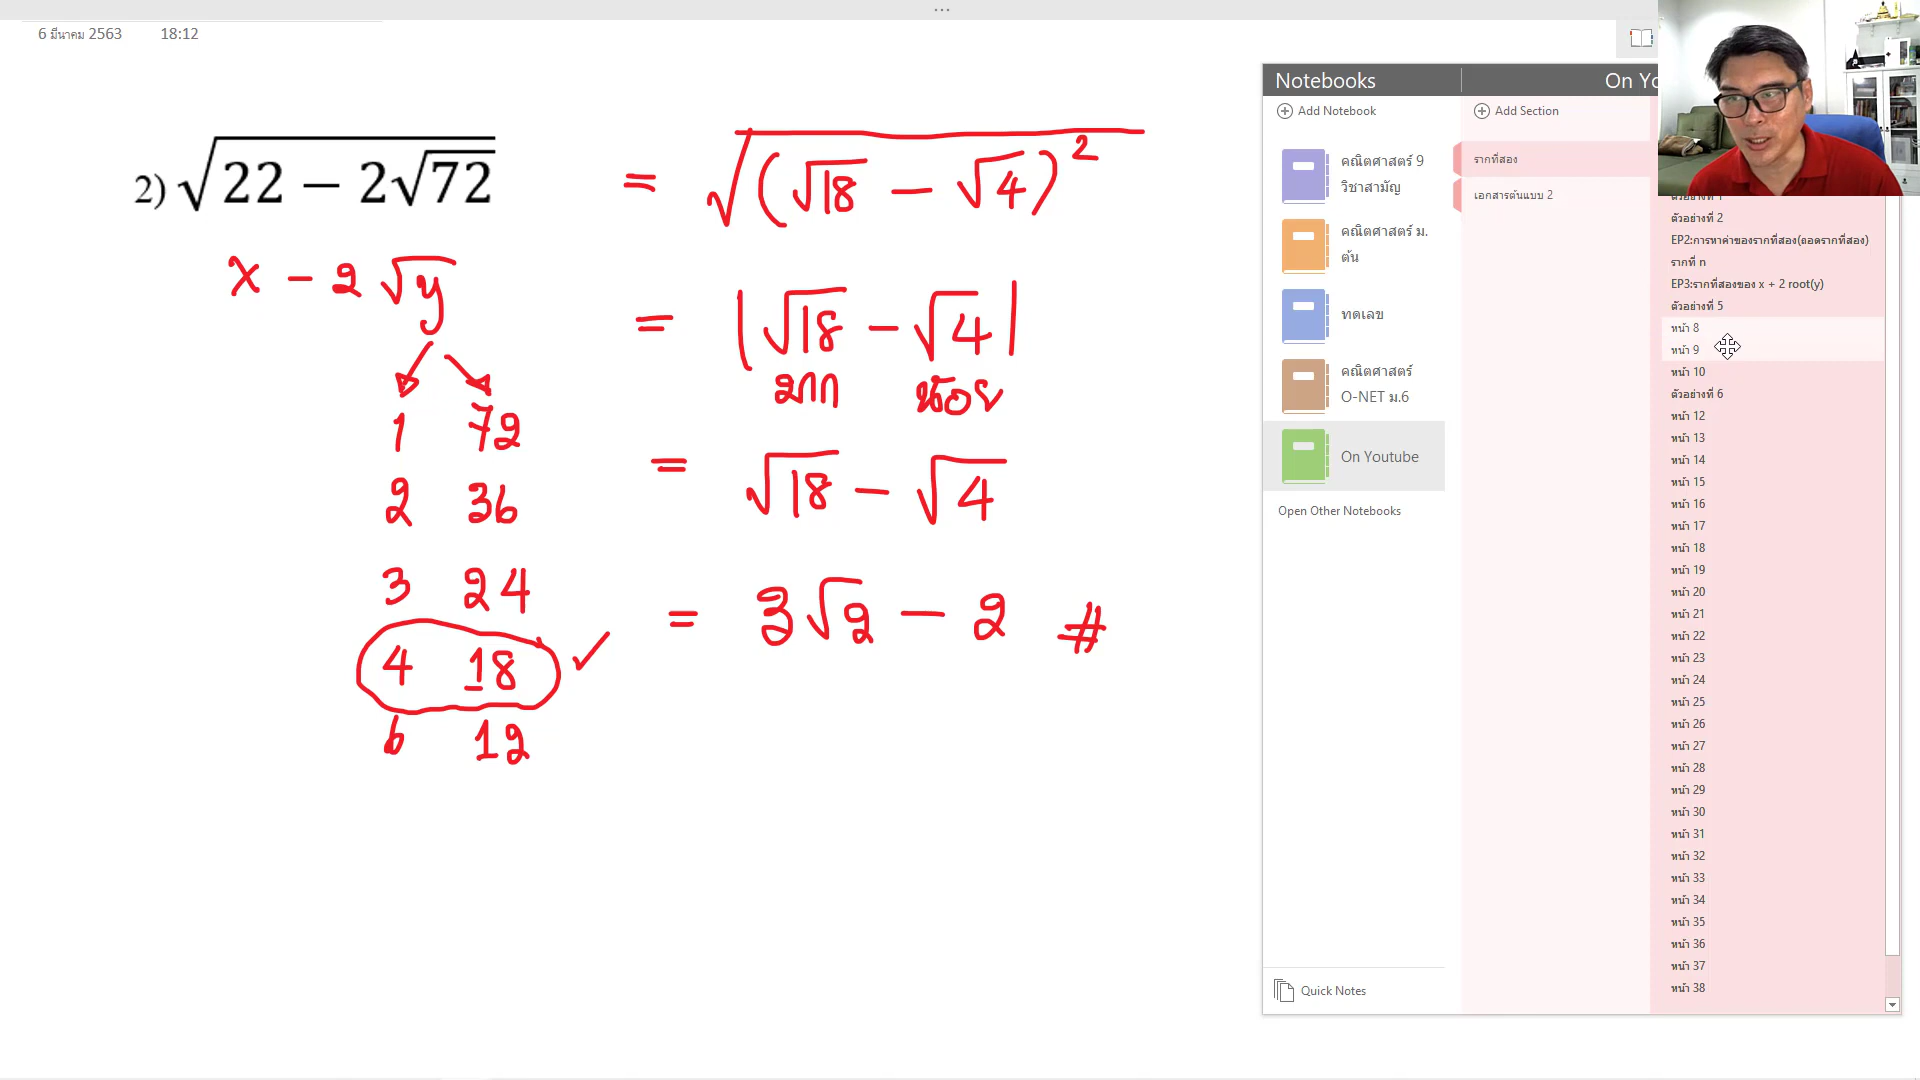 6 มีนาคม 2563 18:12
2) √(22 − 2√72) = √((√18 − √4)²)
x − 2√y
= |√18 − √4|
มาก น้อย
1 72
2 36
3 24
4 18 ✓
6 12
= √18 − √4
= 3√2 − 2 #
Notebooks
Add Notebook
คณิตศาสตร์ 9
วิชาสามัญ
คณิตศาสตร์ ม.
ต้น
ทดเลข
คณิตศาสตร์
O-NET ม.6
On Youtube
Open Other Notebooks
Quick Notes
Add Section
รากที่สอง
เอกสารต้นแบบ 2
On Yo
ตัวอย่างที่ 1
ตัวอย่างที่ 2
EP2:การหาค่าของรากที่สอง(ถอดรากที่สอง)
รากที่ n
EP3:รากที่สองของ x + 2 root(y)
ตัวอย่างที่ 5
หน้า 8
หน้า 9
หน้า 10
ตัวอย่างที่ 6
หน้า 12
หน้า 13
หน้า 14
หน้า 15
หน้า 16
หน้า 17
หน้า 18
หน้า 19
หน้า 20
หน้า 21
หน้า 22
หน้า 23
หน้า 24
หน้า 25
หน้า 26
หน้า 27
หน้า 28
หน้า 29
หน้า 30
หน้า 31
หน้า 32
หน้า 33
หน้า 34
หน้า 35
หน้า 36
หน้า 37
หน้า 38